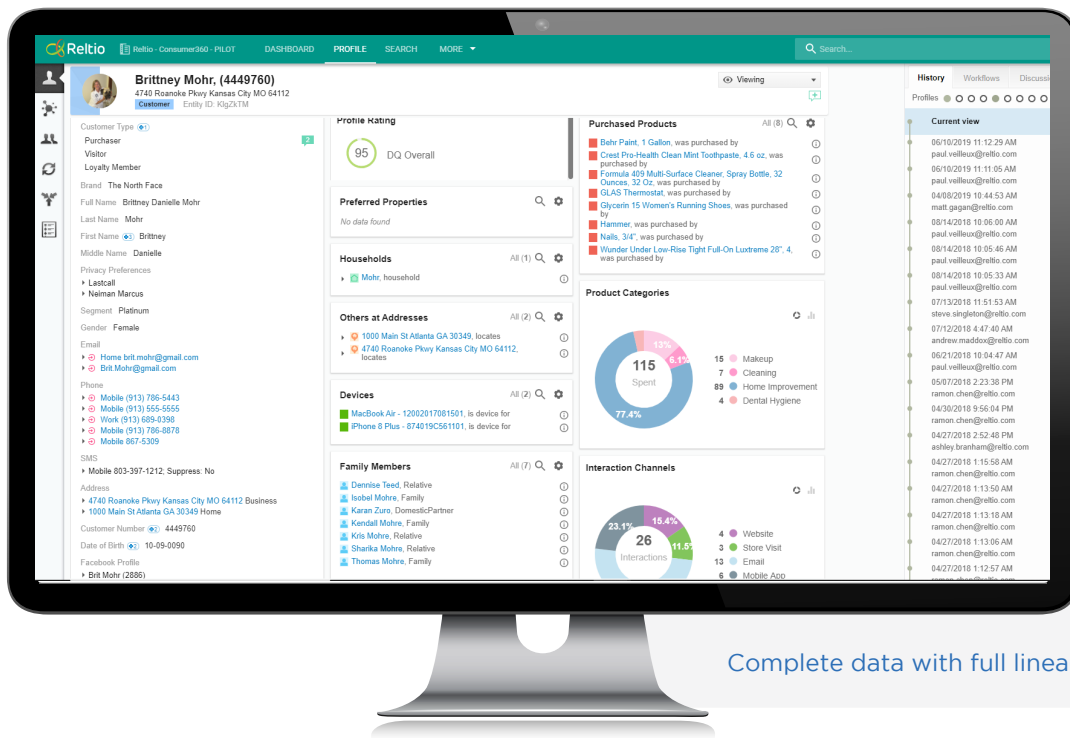 Reltio
Reltio - Consumer360 - PILOT
DASHBOARD
PROFILE
SEARCH
MORE
Search...
Brittney Mohr, (4449760)
4740 Roanoke Pkwy Kansas City MO 64112
Customer
Entity ID: KIgZkTM
Viewing
Customer Type
Purchaser
2
Visitor
Loyalty Member
Brand The North Face
Full Name Brittney Danielle Mohr
Last Name Mohr
First Name Brittney
Middle Name Danielle
Privacy Preferences
Lastcall
Neiman Marcus
Segment Platinum
Gender Female
Email
Home brit.mohr@gmail.com
Brit.Mohr@gmail.com
Phone
Mobile (913) 786-5443
Mobile (913) 555-5555
Work (913) 689-0398
Mobile (913) 786-8878
Mobile 867-5309
SMS
Mobile 803-397-1212; Suppress: No
Address
4740 Roanoke Pkwy Kansas City MO 64112 Business
1000 Main St Atlanta GA 30349 Home
Customer Number 4449760
Date of Birth 10-09-0090
Facebook Profile
Brit Mohr (2886)
Profile Rating
95
DQ Overall
Preferred Properties
No data found
Households
All (1)
Mohr, household
Others at Addresses
All (2)
1000 Main St Atlanta GA 30349, locates
4740 Roanoke Pkwy Kansas City MO 64112,
locates
Devices
All (2)
MacBook Air - 12002017081501, is device for
iPhone 8 Plus - 874019C561101, is device for
Family Members
All (7)
Dennise Teed, Relative
Isobel Mohre, Family
Karan Zuro, DomesticPartner
Kendall Mohre, Family
Kris Mohre, Relative
Sharika Mohre, Relative
Thomas Mohre, Family
Purchased Products
All (8)
Behr Paint, 1 Gallon, was purchased by
Crest Pro-Health Clean Mint Toothpaste, 4.6 oz, was
purchased by
Formula 409 Multi-Surface Cleaner, Spray Bottle, 32
Ounces, 32 Oz, was purchased by
GLAS Thermostat, was purchased by
Glycerin 15 Women's Running Shoes, was purchased
by
Hammer, was purchased by
Nails, 3/4", was purchased by
Wunder Under Low-Rise Tight Full-On Luxtreme 28", 4,
was purchased by
Product Categories
13%
6.1%
77.4%
115
Spent
15 Makeup
7 Cleaning
89 Home Improvement
4 Dental Hygiene
Interaction Channels
23.1%
15.4%
11.5%
26
Interactions
4 Website
3 Store Visit
13 Email
6 Mobile App
History
Workflows
Discussi
Profiles
Current view
06/10/2019 11:12:29 AM
paul.veilleux@reltio.com
06/10/2019 11:11:05 AM
paul.veilleux@reltio.com
04/08/2019 10:44:53 AM
matt.gagan@reltio.com
08/14/2018 10:06:00 AM
paul.veilleux@reltio.com
08/14/2018 10:05:46 AM
paul.veilleux@reltio.com
08/14/2018 10:05:33 AM
paul.veilleux@reltio.com
07/13/2018 11:51:53 AM
steve.singleton@reltio.com
07/12/2018 4:47:40 AM
andrew.maddox@reltio.com
06/21/2018 10:04:47 AM
paul.veilleux@reltio.com
05/07/2018 2:23:38 PM
ramon.chen@reltio.com
04/30/2018 9:56:04 PM
ramon.chen@reltio.com
04/27/2018 2:52:48 PM
ashley.branham@reltio.com
04/27/2018 1:15:58 AM
ramon.chen@reltio.com
04/27/2018 1:13:50 AM
ramon.chen@reltio.com
04/27/2018 1:13:18 AM
ramon.chen@reltio.com
04/27/2018 1:13:06 AM
ramon.chen@reltio.com
04/27/2018 1:12:57 AM
ramon.chen@reltio.com
Complete data with full linea